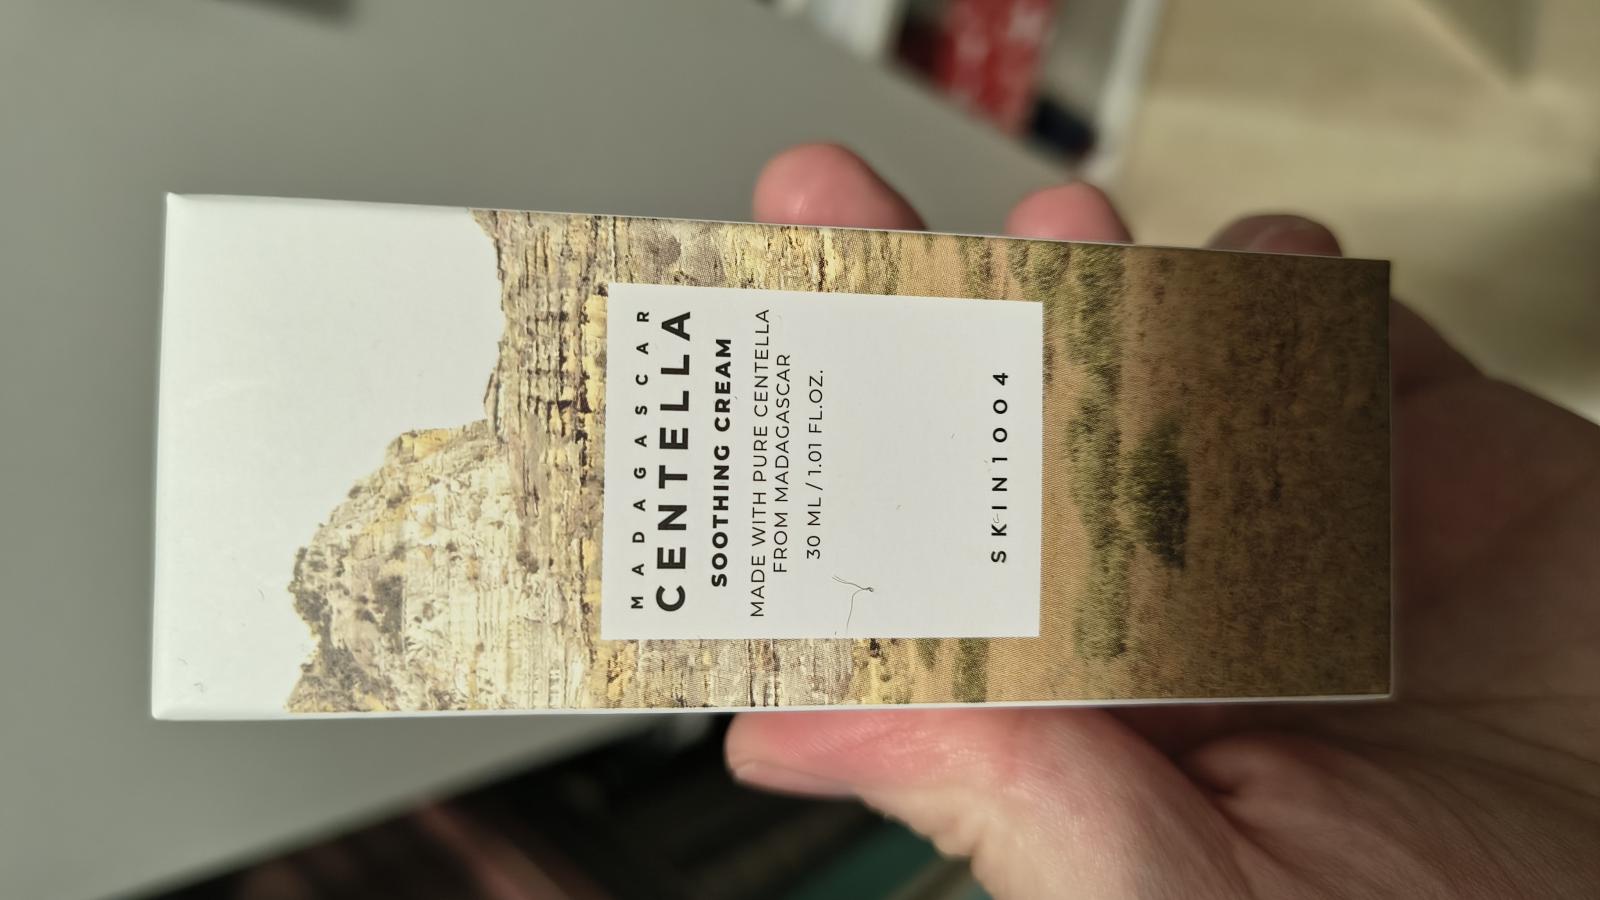 MADAGASCAR
CENTELLA
SOOTHING CREAM
MADE WITH PURE CENTELLA
FROM MADAGASCAR
30 ML / 1.01 FL.OZ.
SKIN1004